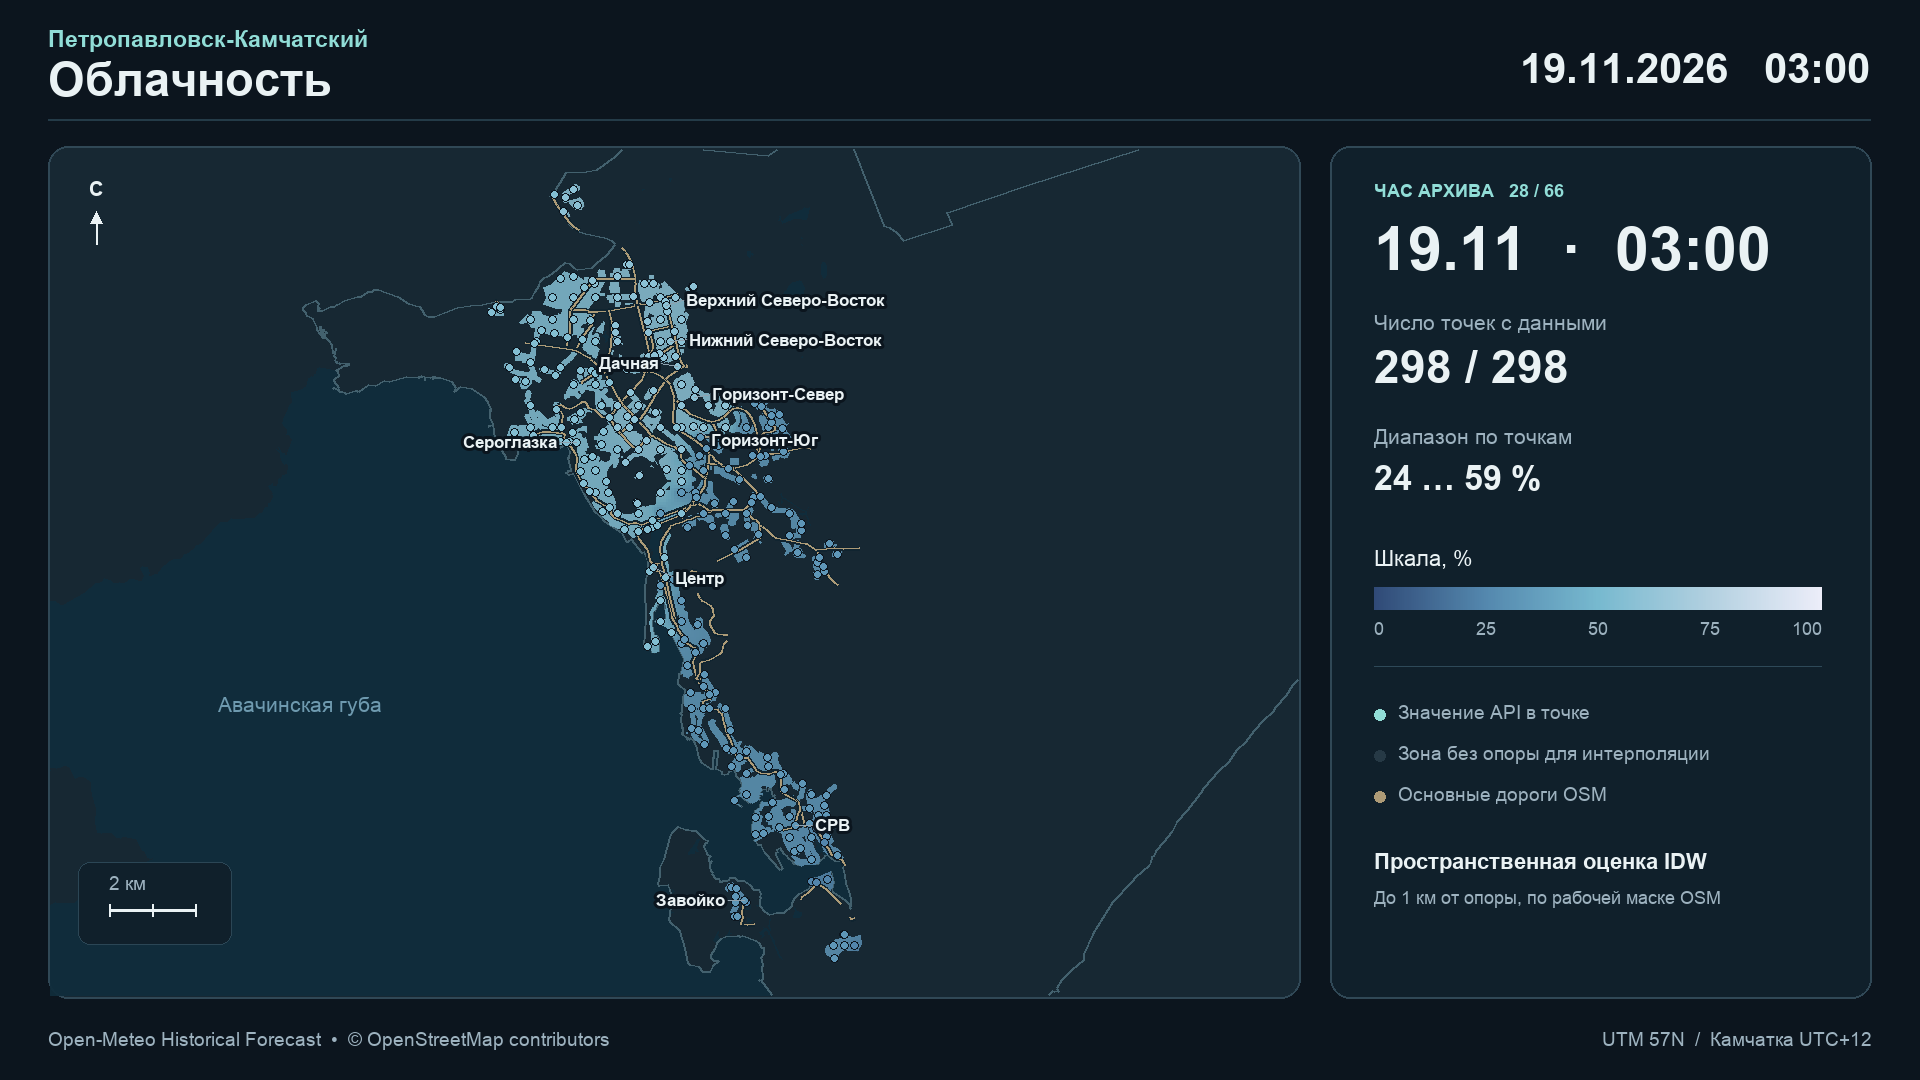 Петропавловск-Камчатский
Облачность
19.11.2026 03:00
С
Верхний Северо-Восток
Нижний Северо-Восток
Дачная
Горизонт-Север
Сероглазка
Горизонт-Юг
Центр
Авачинская губа
СРВ
Завойко
2 км
ЧАС АРХИВА 28 / 66
19.11 · 03:00
Число точек с данными
298 / 298
Диапазон по точкам
24 … 59 %
Шкала, %
0 25 50 75 100
Значение API в точке
Зона без опоры для интерполяции
Основные дороги OSM
Пространственная оценка IDW
До 1 км от опоры, по рабочей маске OSM
Open-Meteo Historical Forecast • © OpenStreetMap contributors
UTM 57N / Камчатка UTC+12